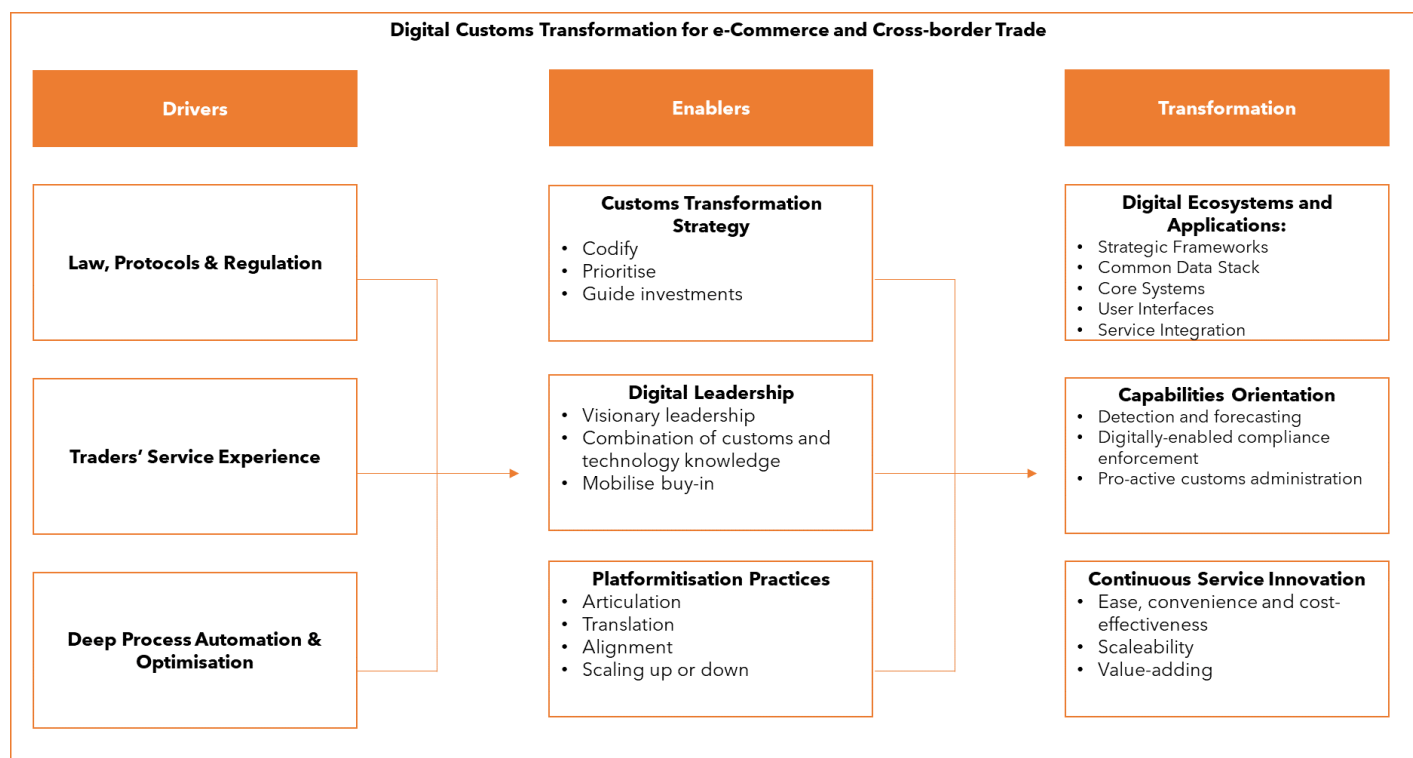 Digital Customs Transformation for e-Commerce and Cross-border Trade
Drivers
Enablers
Transformation
Law, Protocols & Regulation
Traders’ Service Experience
Deep Process Automation &
Optimisation
Customs Transformation
Strategy
• Codify
• Prioritise
• Guide investments
Digital Leadership
• Visionary leadership
• Combination of customs and
technology knowledge
• Mobilise buy-in
Platformitisation Practices
• Articulation
• Translation
• Alignment
• Scaling up or down
Digital Ecosystems and
Applications:
• Strategic Frameworks
• Common Data Stack
• Core Systems
• User Interfaces
• Service Integration
Capabilities Orientation
• Detection and forecasting
• Digitally-enabled compliance
enforcement
• Pro-active customs administration
Continuous Service Innovation
• Ease, convenience and cost-
effectiveness
• Scaleability
• Value-adding